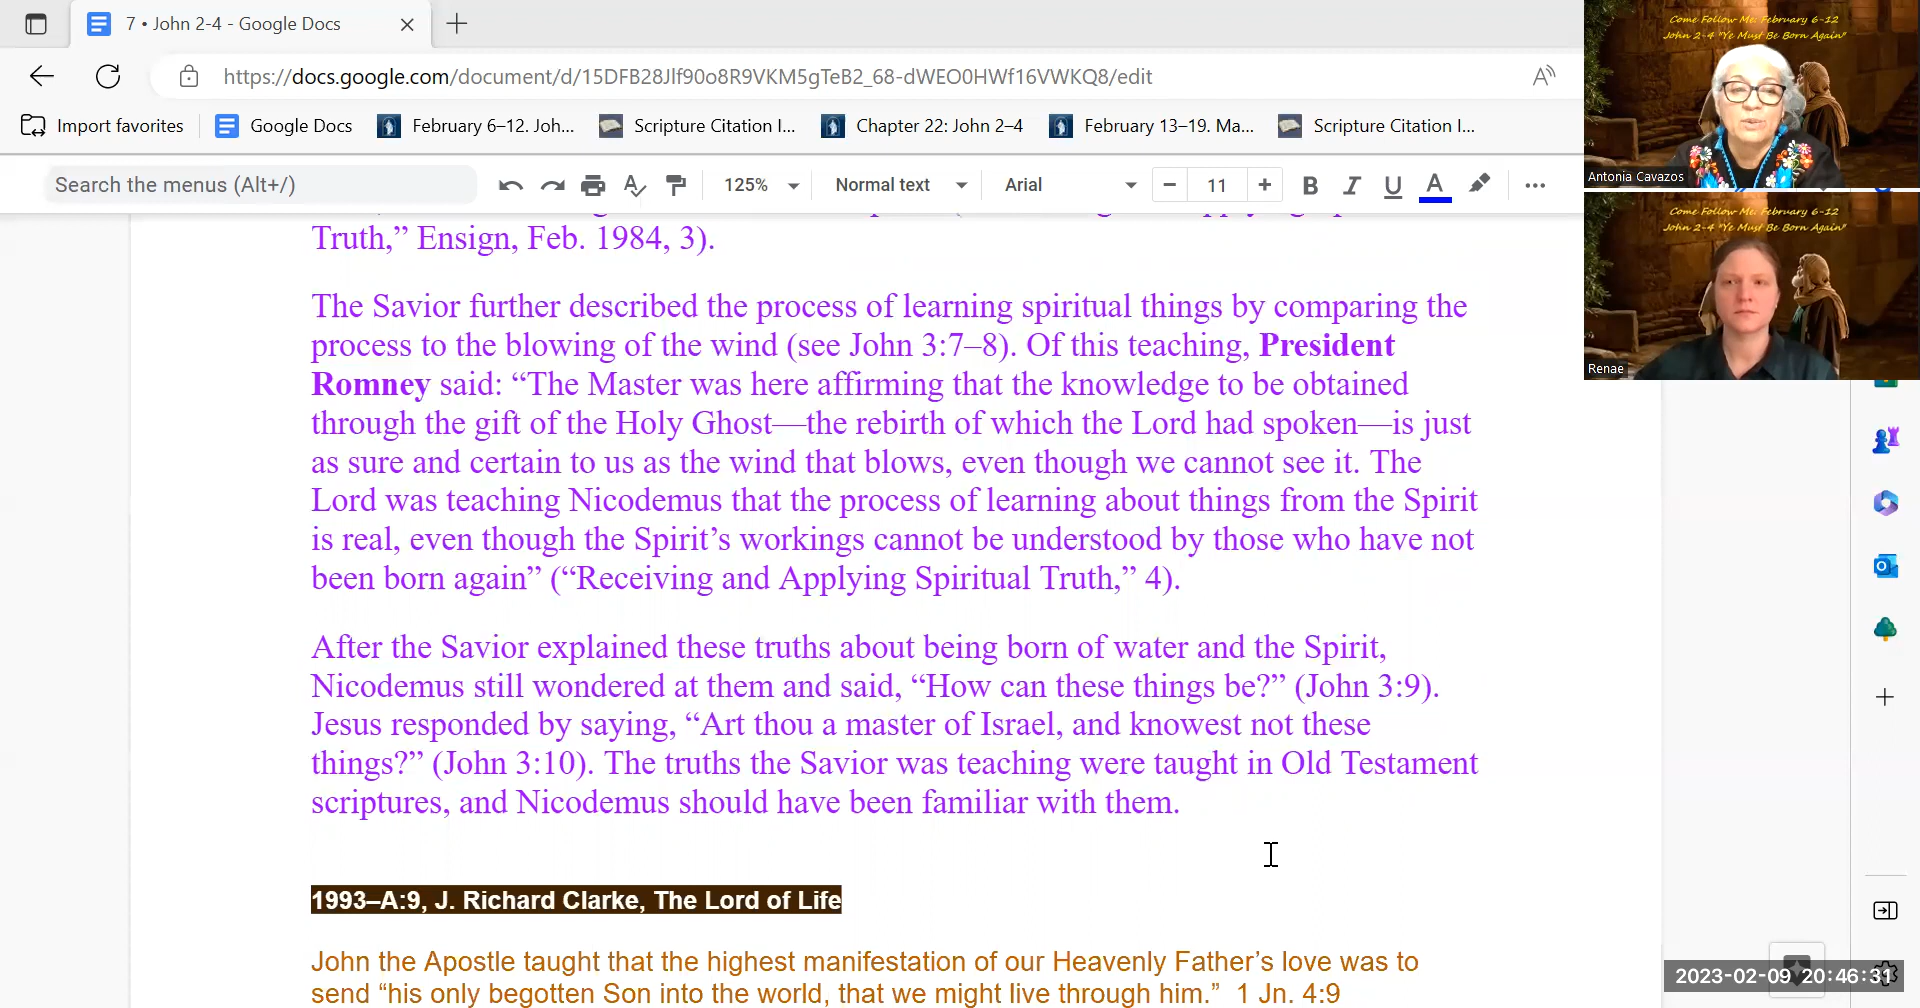 7 • John 2-4 - Google Docs
https://docs.google.com/document/d/15DFB28Jlf90o8R9VKM5gTeB2_68-dWEO0HWf16VWKQ8/edit
Import favorites
Google Docs
February 6–12. Joh...
Scripture Citation I...
Chapter 22: John 2–4
February 13–19. Ma...
Scripture Citation I...
Search the menus (Alt+/)
125%
Normal text
Arial
11
Truth,” Ensign, Feb. 1984, 3).
The Savior further described the process of learning spiritual things by comparing the
process to the blowing of the wind (see John 3:7–8). Of this teaching, President
Romney said: “The Master was here affirming that the knowledge to be obtained
through the gift of the Holy Ghost—the rebirth of which the Lord had spoken—is just
as sure and certain to us as the wind that blows, even though we cannot see it. The
Lord was teaching Nicodemus that the process of learning about things from the Spirit
is real, even though the Spirit’s workings cannot be understood by those who have not
been born again” (“Receiving and Applying Spiritual Truth,” 4).
After the Savior explained these truths about being born of water and the Spirit,
Nicodemus still wondered at them and said, “How can these things be?” (John 3:9).
Jesus responded by saying, “Art thou a master of Israel, and knowest not these
things?” (John 3:10). The truths the Savior was teaching were taught in Old Testament
scriptures, and Nicodemus should have been familiar with them.
1993–A:9, J. Richard Clarke, The Lord of Life
John the Apostle taught that the highest manifestation of our Heavenly Father’s love was to
send “his only begotten Son into the world, that we might live through him.”  1 Jn. 4:9
Come Follow Me: February 6-12
John 2-4 "Ye Must Be Born Again"
Antonia Cavazos
Come Follow Me: February 6-12
John 2-4 "Ye Must Be Born Again"
Renae
2023-02-09 20:46:31